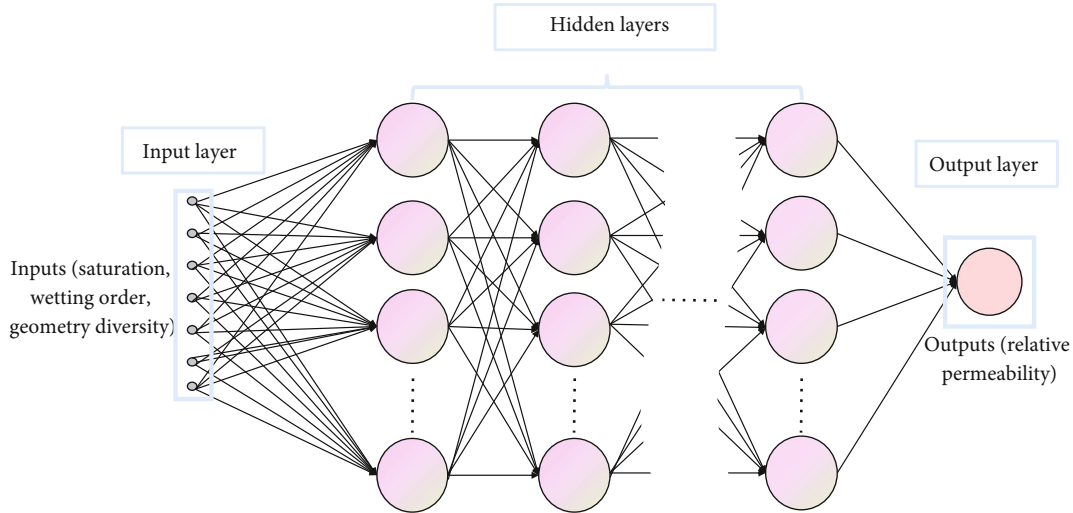 Hidden layers
Input layer
Output layer
Inputs (saturation,
wetting order,
geometry diversity)
Outputs (relative
permeability)